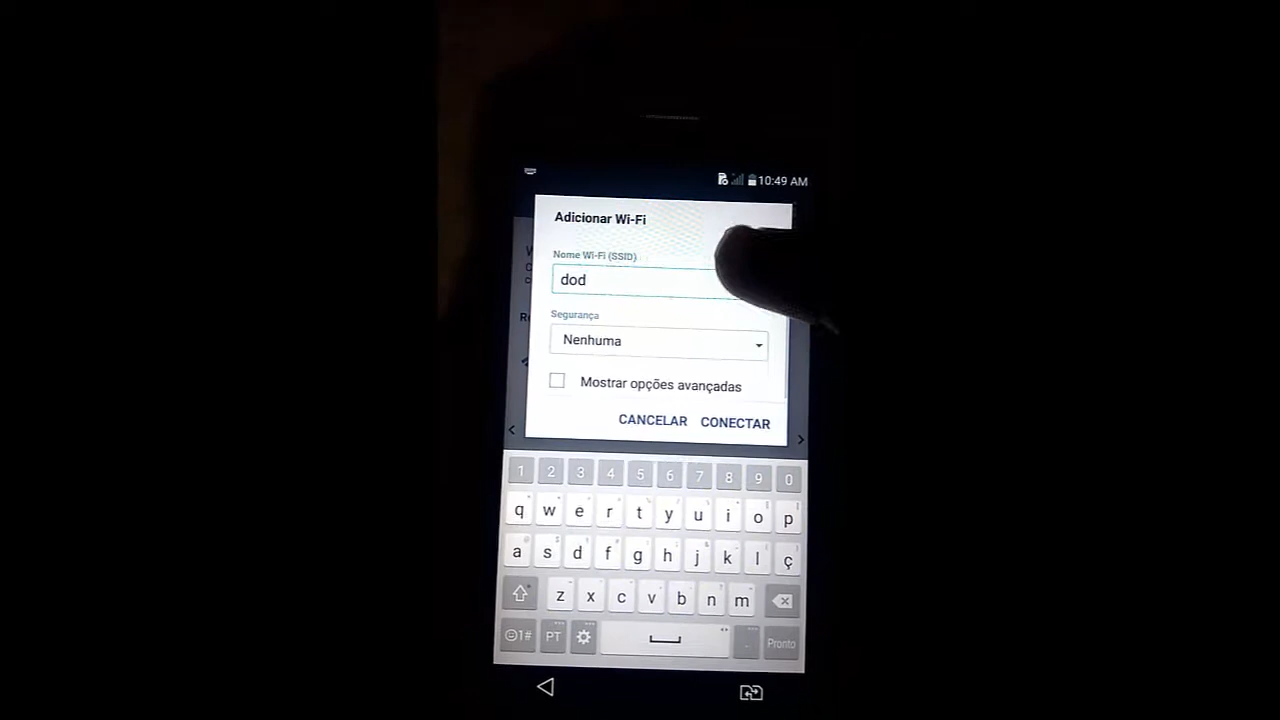 10:49 AM
Adicionar Wi-Fi
Nome Wi-Fi (SSID)
dod
Segurança
Nenhuma
Mostrar opções avançadas
CANCELAR CONECTAR
1 2 3 4 5 6 7 8 9 0
q w e r t y u i o p
a s d f g h j k l ç
z x c v b n m
1# PT Pronto